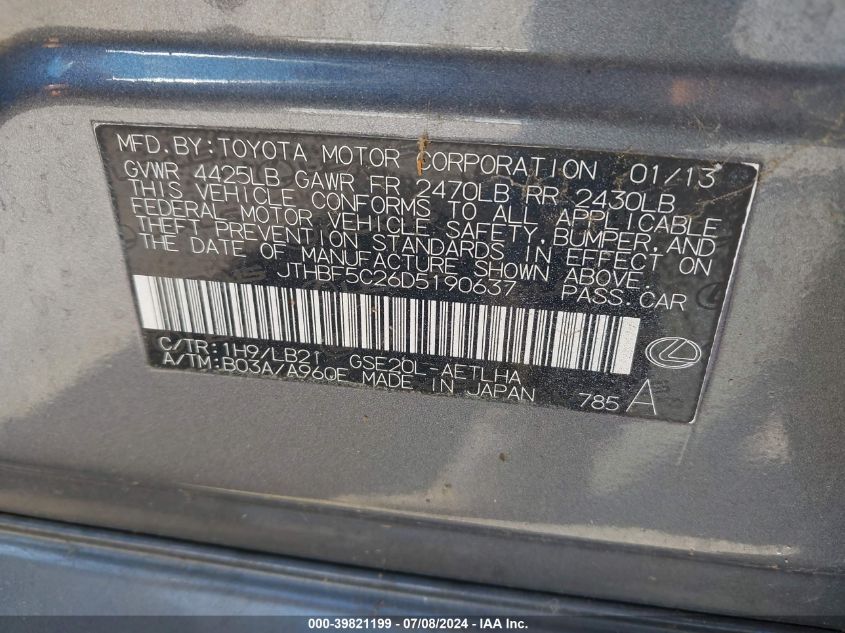 MFD.BY:TOYOTA MOTOR CORPORATION 01/13
GVWR 4425LB GAWR FR 2470LB RR 2430LB
THIS VEHICLE CONFORMS TO ALL APPLICABLE
FEDERAL MOTOR VEHICLE SAFETY, BUMPER, AND
THEFT PREVENTION STANDARDS IN EFFECT ON
THE DATE OF MANUFACTURE SHOWN ABOVE.
JTHBF5C26D5190637 PASS.CAR
C/TR:1H9/LB21 GSE20L-AETLHA
A/TM:B03A/A960E MADE IN JAPAN 785 A
000-39821199 - 07/08/2024 - IAA Inc.